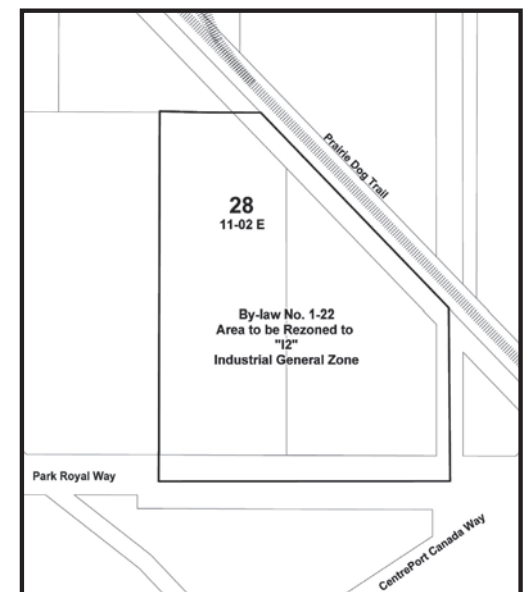 Prairie Dog Trail
28
11-02 E
By-law No. 1-22
Area to be Rezoned to
"I2"
Industrial General Zone
Park Royal Way
CentrePort Canada Way